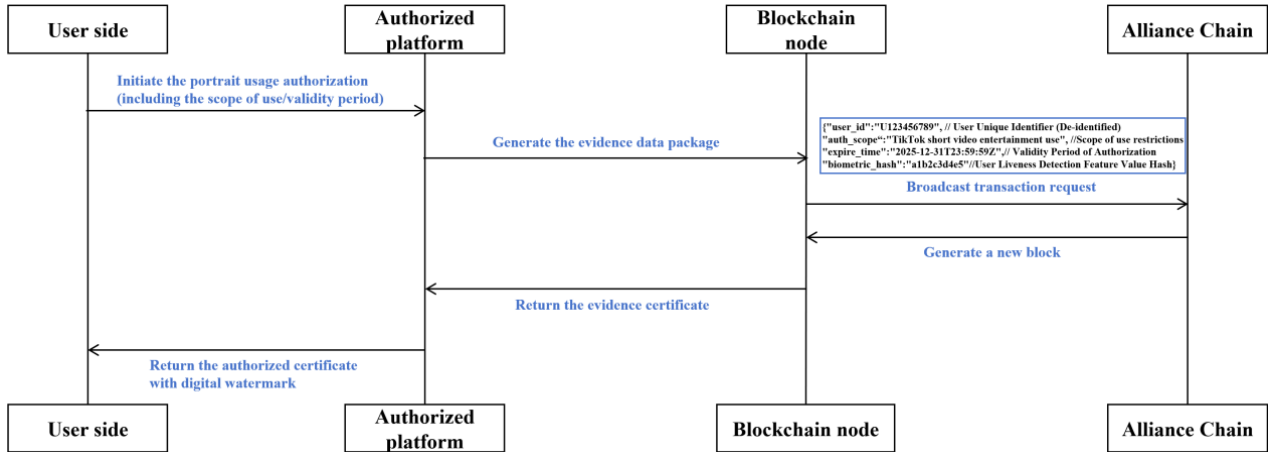 User side
Authorized
platform
Blockchain
node
Alliance Chain
Initiate the portrait usage authorization
(including the scope of use/validity period)
Generate the evidence data package
{"user_id":"U123456789", // User Unique Identifier (De-identified)
"auth_scope“:"TikTok short video entertainment use", //Scope of use restrictions
"expire_time":"2025-12-31T23:59:59Z",// Validity Period of Authorization
"biometric_hash":"a1b2c3d4e5"//User Liveness Detection Feature Value Hash}
Broadcast transaction request
Generate a new block
Return the evidence certificate
Return the authorized certificate
with digital watermark
User side
Authorized
platform
Blockchain node
Alliance Chain